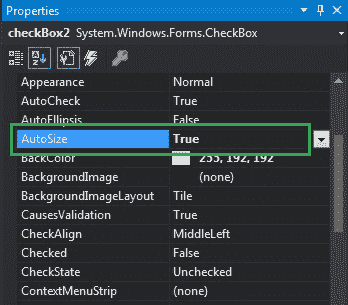 Properties
checkBox2 System.Windows.Forms.CheckBox
Appearance Normal
AutoCheck True
AutoEllipsis False
AutoSize True
BackColor 255, 192, 192
BackgroundImage (none)
BackgroundImageLayout Tile
CausesValidation True
CheckAlign MiddleLeft
Checked False
CheckState Unchecked
ContextMenuStrip (none)